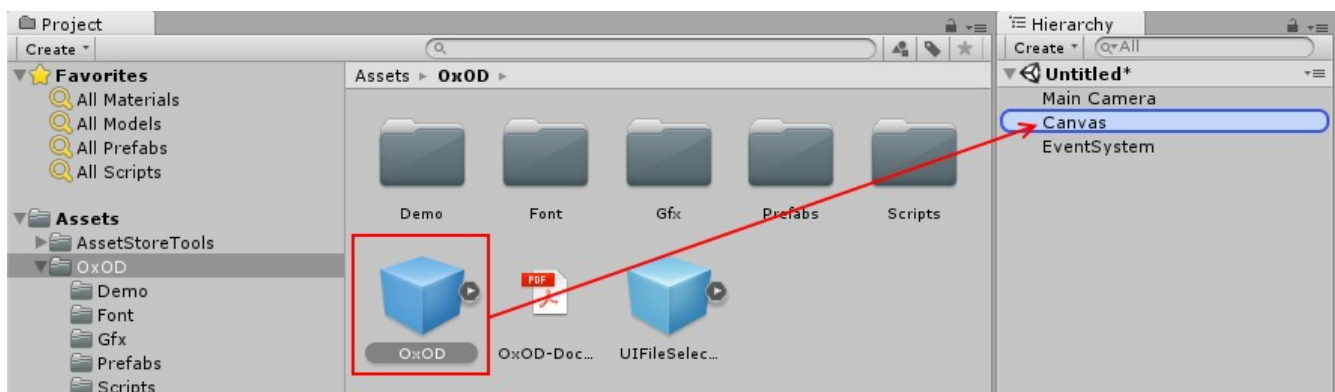 Project
Create
Favorites
All Materials
All Models
All Prefabs
All Scripts
Assets
AssetStoreTools
OxOD
Demo
Font
Gfx
Prefabs
Scripts
Assets ▸ OxOD ▸
Demo Font Gfx Prefabs Scripts
PDF
OxOD OxOD-Doc... UIFileSelec...
Hierarchy
Create All
Untitled*
Main Camera
Canvas
EventSystem